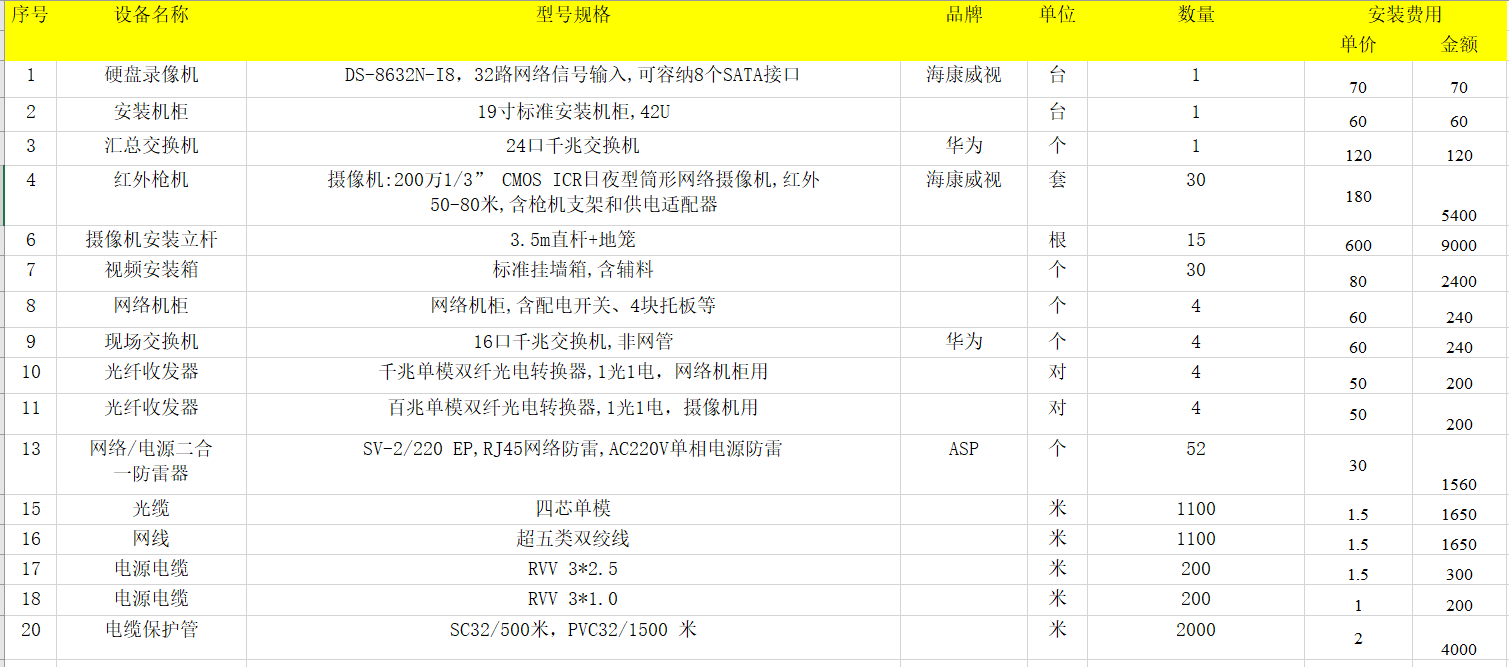 序号 设备名称 型号规格 品牌 单位 数量 安装费用
单价 金额
1 硬盘录像机 DS-8632N-I8，32路网络信号输入,可容纳8个SATA接口 海康威视 台 1 70 70
2 安装机柜 19寸标准安装机柜,42U 台 1 60 60
3 汇总交换机 24口千兆交换机 华为 个 1 120 120
4 红外枪机 摄像机:200万1/3” CMOS ICR日夜型筒形网络摄像机,红外 海康威视 套 30 180 5400
50-80米,含枪机支架和供电适配器
6 摄像机安装立杆 3.5m直杆+地笼 根 15 600 9000
7 视频安装箱 标准挂墙箱,含辅料 个 30 80 2400
8 网络机柜 网络机柜,含配电开关、4块托板等 个 4 60 240
9 现场交换机 16口千兆交换机,非网管 华为 个 4 60 240
10 光纤收发器 千兆单模双纤光电转换器,1光1电，网络机柜用 对 4 50 200
11 光纤收发器 百兆单模双纤光电转换器,1光1电，摄像机用 对 4 50 200
13 网络/电源二合 SV-2/220 EP,RJ45网络防雷,AC220V单相电源防雷 ASP 个 52 30 1560
一防雷器
15 光缆 四芯单模 米 1100 1.5 1650
16 网线 超五类双绞线 米 1100 1.5 1650
17 电源电缆 RVV 3*2.5 米 200 1.5 300
18 电源电缆 RVV 3*1.0 米 200 1 200
20 电缆保护管 SC32/500米，PVC32/1500 米 米 2000 2 4000